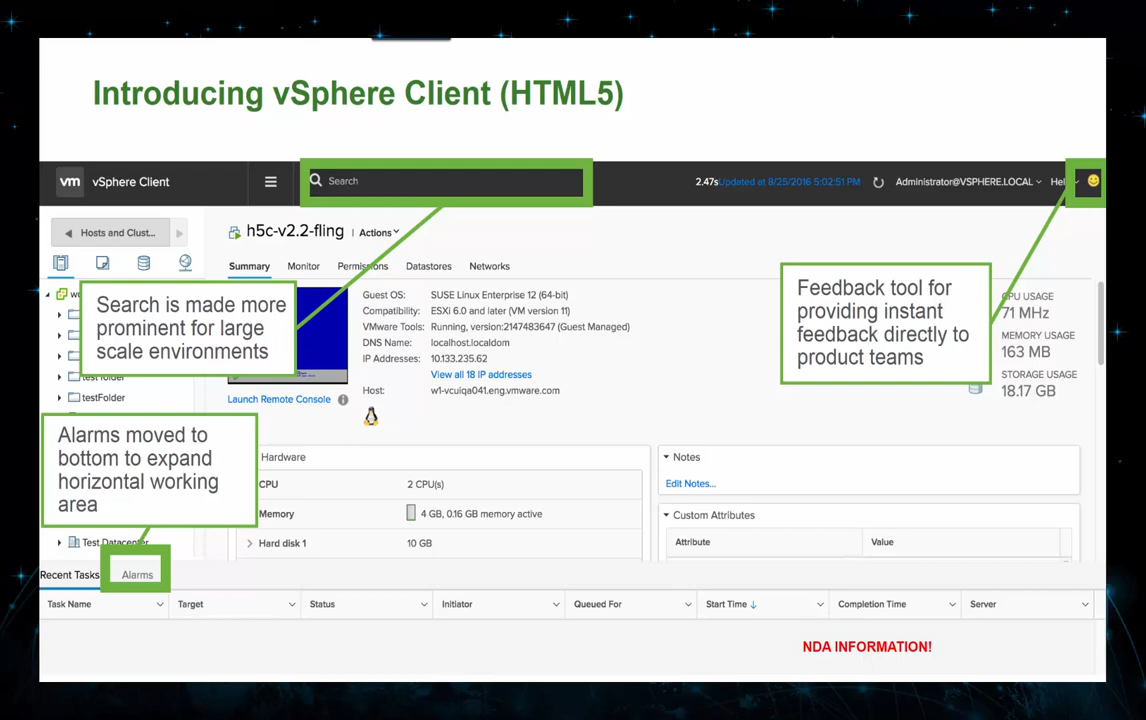 Introducing vSphere Client (HTML5)
vm vSphere Client
Search
2.47s Updated at 8/25/2016 5:02:51 PM
Administrator@VSPHERE.LOCAL
Hosts and Clust...
h5c-v2.2-fling
Actions
Summary
Monitor
Permissions
Datastores
Networks
Search is made more
prominent for large
scale environments
Guest OS: SUSE Linux Enterprise 12 (64-bit)
Compatibility: ESXi 6.0 and later (VM version 11)
VMware Tools: Running, version:2147483647 (Guest Managed)
DNS Name: localhost.localdom
IP Addresses: 10.133.235.62
View all 18 IP addresses
Host: w1-vcuiqa041.eng.vmware.com
Launch Remote Console
Feedback tool for
providing instant
feedback directly to
product teams
CPU USAGE
71 MHz
MEMORY USAGE
163 MB
STORAGE USAGE
18.17 GB
testFolder
testFolder
Alarms moved to
bottom to expand
horizontal working
area
Test Datacenter
Hardware
CPU 2 CPU(s)
Memory 4 GB, 0.16 GB memory active
Hard disk 1 10 GB
Notes
Edit Notes...
Custom Attributes
Attribute Value
Recent Tasks
Alarms
Task Name
Target
Status
Initiator
Queued For
Start Time
Completion Time
Server
NDA INFORMATION!